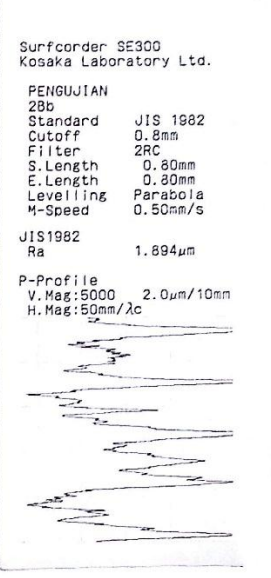 Surfcorder SE300
Kosaka Laboratory Ltd.
PENGUJIAN
2Bb
Standard JIS 1982
Cutoff 0.8mm
Filter 2RC
S.Length 0.80mm
E.Length 0.80mm
Levelling Parabola
M-Speed 0.50mm/s
JIS1982
Ra 1.894μm
P-Profile
V.Mag:5000 2.0μm/10mm
H.Mag:50mm/λc